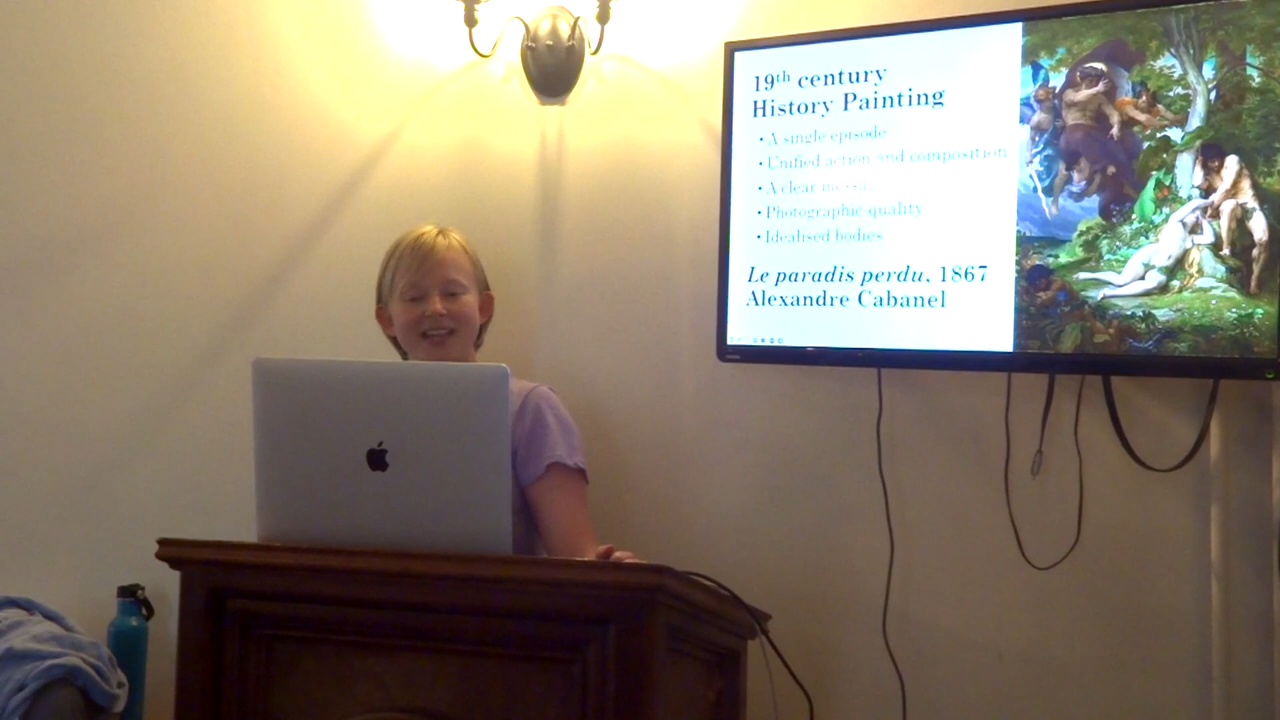 19th century
History Painting
• A single episode
• Unified action and composition
• A clear
• Photographic quality
• Idealised bodies
Le paradis perdu, 1867
Alexandre Cabanel